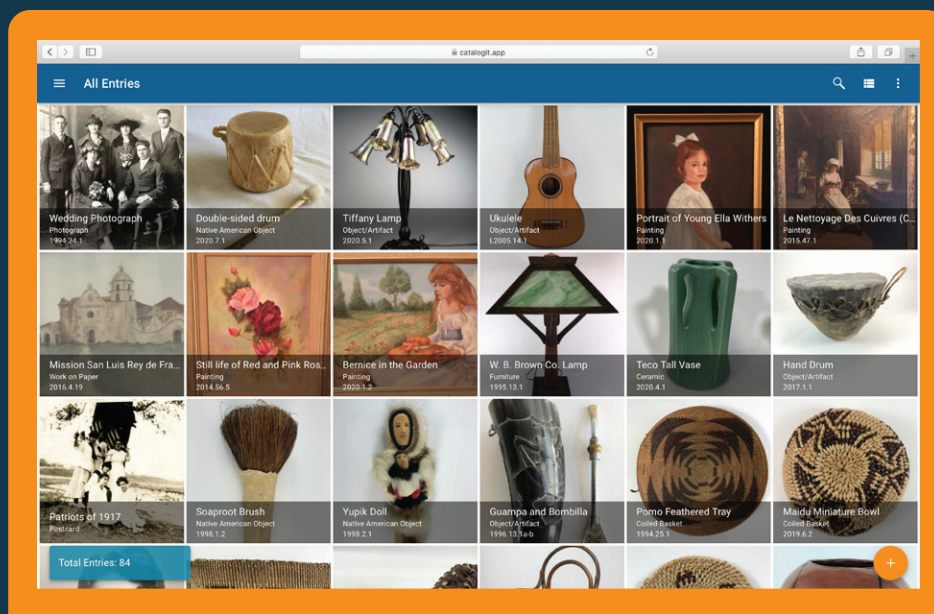 catalogit.app
All Entries
Wedding Photograph
Photograph
1994.24.1
Double-sided drum
Native American Object
2020.7.1
Tiffany Lamp
Object/Artifact
2020.5.1
Ukulele
Object/Artifact
L2005.14.1
Portrait of Young Ella Withers
Painting
2020.1.1
Le Nettoyage Des Cuivres (C...
Painting
2015.47.1
Mission San Luis Rey de Fra...
Work on Paper
2016.4.19
Still life of Red and Pink Ros...
Painting
2014.56.5
Bernice in the Garden
Painting
2020.1.2
W. B. Brown Co. Lamp
Furniture
1995.13.1
Teco Tall Vase
Ceramic
2020.4.1
Hand Drum
Object/Artifact
2017.1.1
Patriots of 1917
Postcard
Soaproot Brush
Native American Object
1998.1.2
Yupik Doll
Native American Object
1998.2.1
Guampa and Bombilla
Object/Artifact
1996.13.1a-b
Pomo Feathered Tray
Coiled Basket
1994.25.1
Maidu Miniature Bowl
Coiled Basket
2019.6.2
Total Entries: 84